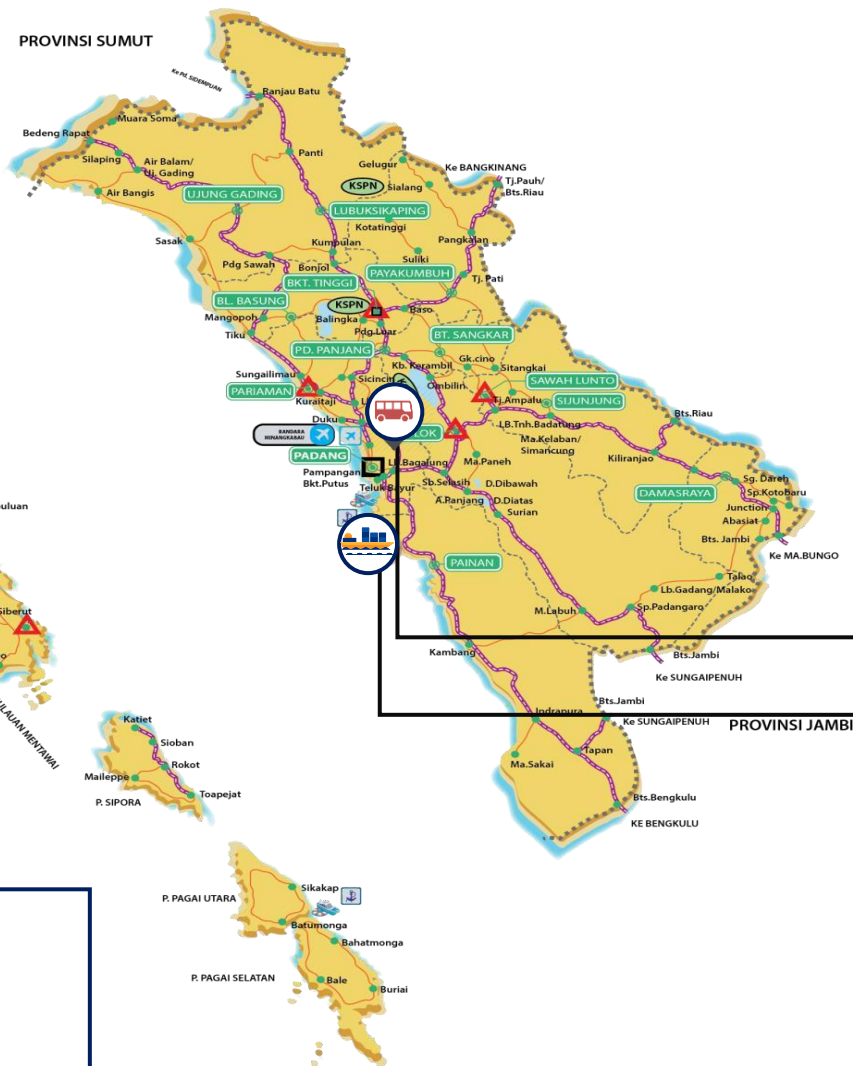 PROVINSI SUMUT
Ke Pd. SIDEMPUAN
Ranjau Batu
Muara Soma
Bedeng Rapat
Silaping
Air Balam/
Uj. Gading
Panti
Gelugur
Ke BANGKINANG
Air Bangis
UJUNG GADING
KSPN
Sialang
Tj.Pauh/
Bts.Riau
LUBUKSIKAPING
Kotatinggi
Sasak
Kumpulan
Pangkalan
Suliki
Pdg Sawah
Bonjol
PAYAKUMBUH
Tj. Pati
BKT. TINGGI
BL. BASUNG
KSPN
Baso
Mangopoh
Balingka
Tiku
Pdg.Luar
BT. SANGKAR
PD. PANJANG
Gk.cino
Kb. Kerambil
Sitangkai
Sungailimau
Sicincin
Ombilin
SAWAH LUNTO
PARIAMAN
Kuraitaji
Tj.Ampalu
SIJUNJUNG
Duku
LB.Tnh.Badatung
Bts.Riau
BANDARA
MINANGKABAU
LOK
Ma.Kelaban/
Simancung
PADANG
Kiliranjao
Pampangan
Bkt.Putus
Lb.Bagalung
Ma.Paneh
Teluk Bayur
Sb.Selasih
D.Dibawah
A.Panjang
D.Diatas
Surian
DAMASRAYA
Sg. Dareh
Sp.Kotobaru
Junction
Abasiat
Bts. Jambi
Ke MA.BUNGO
uluan
PAINAN
Talao
Lb.Gadang/Malako
Siberut
M.Labuh
Sp.Padangaro
Kambang
Bts.Jambi
Ke SUNGAIPENUH
ULAUAN MENTAWAI
Bts.Jambi
Katiet
Indrapura
Ke SUNGAIPENUH
PROVINSI JAMBI
Sioban
Tapan
Rokot
Ma.Sakai
Maileppe
Toapejat
Bts.Bengkulu
P. SIPORA
KE BENGKULU
Sikakap
P. PAGAI UTARA
Batumonga
Bahatmonga
P. PAGAI SELATAN
Bale
Buriai